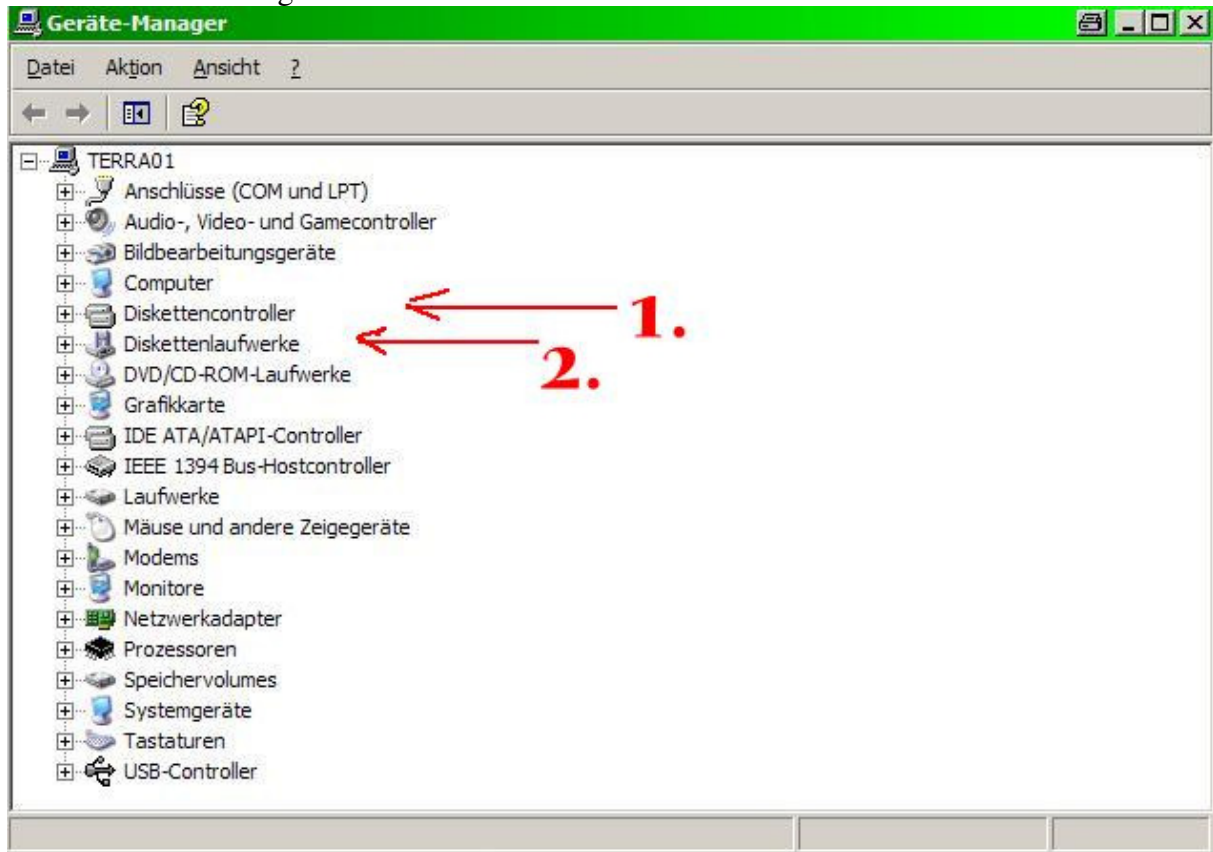 Geräte-Manager
Datei Aktion Ansicht ?
TERRA01
Anschlüsse (COM und LPT)
Audio-, Video- und Gamecontroller
Bildbearbeitungsgeräte
Computer
Diskettencontroller
1.
Diskettenlaufwerke
2.
DVD/CD-ROM-Laufwerke
Grafikkarte
IDE ATA/ATAPI-Controller
IEEE 1394 Bus-Hostcontroller
Laufwerke
Mäuse und andere Zeigegeräte
Modems
Monitore
Netzwerkadapter
Prozessoren
Speichervolumes
Systemgeräte
Tastaturen
USB-Controller